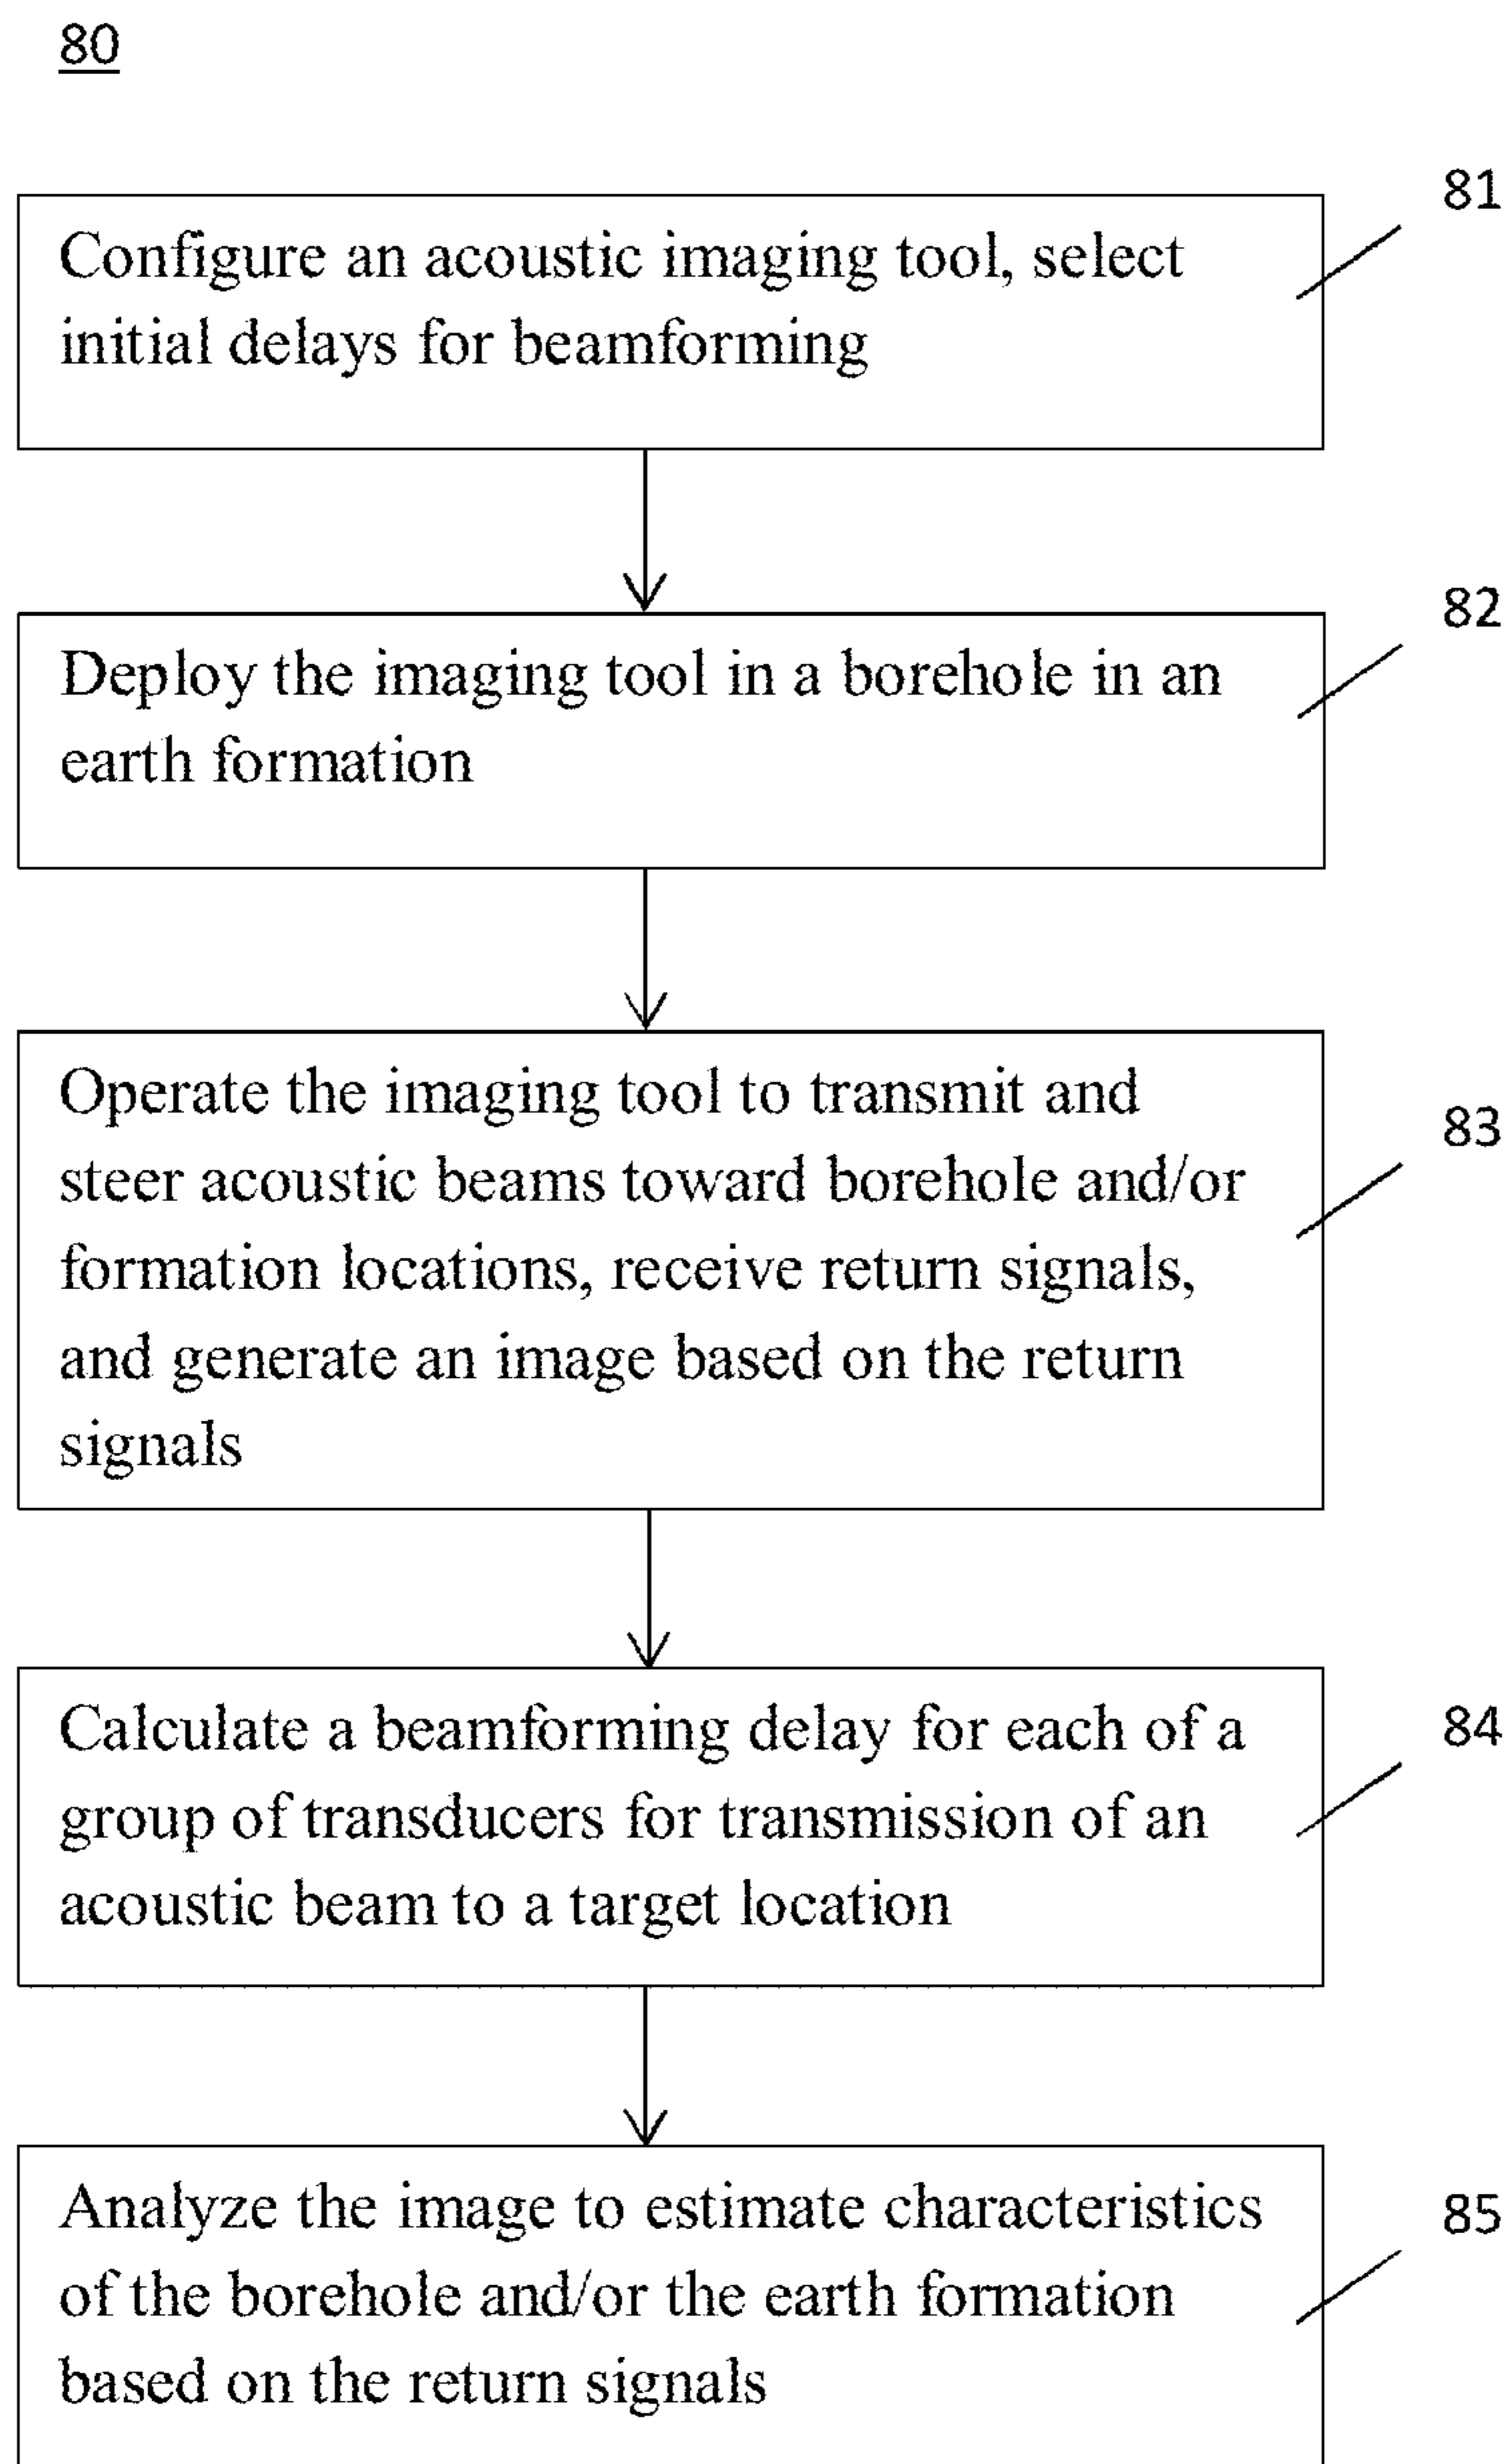 80
81
Configure an acoustic imaging tool, select
initial delays for beamforming
82
Deploy the imaging tool in a borehole in an
earth formation
83
Operate the imaging tool to transmit and
steer acoustic beams toward borehole and/or
formation locations, receive return signals,
and generate an image based on the return
signals
84
Calculate a beamforming delay for each of a
group of transducers for transmission of an
acoustic beam to a target location
85
Analyze the image to estimate characteristics
of the borehole and/or the earth formation
based on the return signals